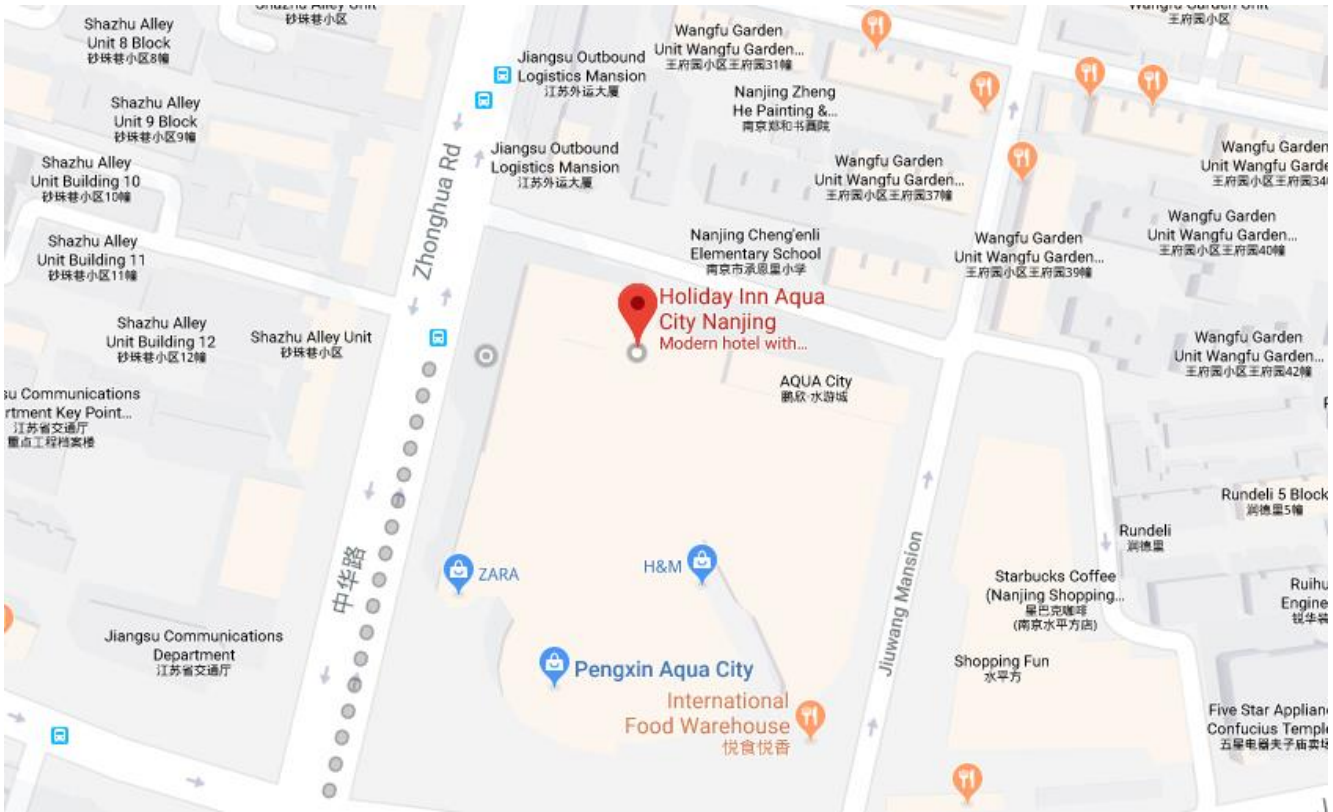 Shazhu Alley Unit
砂珠巷小区
Shazhu Alley
Unit 8 Block
砂珠巷小区8幢
Wangfu Garden
Unit Wangfu Garden...
王府园小区王府31幢
Wangfu Garden Unit
王府园小区
Jiangsu Outbound
Logistics Mansion
江苏外运大厦
Nanjing Zheng
He Painting &...
南京郑和书画院
Shazhu Alley
Unit 9 Block
砂珠巷小区9幢
Zhonghua Rd
Jiangsu Outbound
Logistics Mansion
江苏外运大厦
Wangfu Garden
Unit Wangfu Garden...
王府园小区王府37幢
Wangfu Garden
Unit Wangfu Garde
王府园小区王府34
Shazhu Alley
Unit Building 10
砂珠巷小区10幢
Wangfu Garden
Unit Wangfu Garden...
王府园小区王府40幢
Nanjing Cheng'enli
Elementary School
南京市承恩里小学
Wangfu Garden
Unit Wangfu Garden...
王府园小区王府39幢
Shazhu Alley
Unit Building 11
砂珠巷小区11幢
Holiday Inn Aqua
City Nanjing
Modern hotel with...
Shazhu Alley
Unit Building 12
砂珠巷小区12幢
Shazhu Alley Unit
砂珠巷小区
Wangfu Garden
Unit Wangfu Garden...
王府园小区王府42幢
AQUA City
鹏欣·水游城
su Communications
rtment Key Point...
江苏省交通厅
重点工程档案楼
Rundeli 5 Block
润德里5幢
Rundeli
润德里
中华路
ZARA
H&M
Jiuwang Mansion
Starbucks Coffee
(Nanjing Shopping...
星巴克咖啡
(南京水平方店)
Ruihu
Engine
锐华装
Jiangsu Communications
Department
江苏省交通厅
Pengxin Aqua City
Shopping Fun
水平方
International
Food Warehouse
悦食悦香
Five Star Applianc
Confucius Temple
五星电器夫子庙卖场